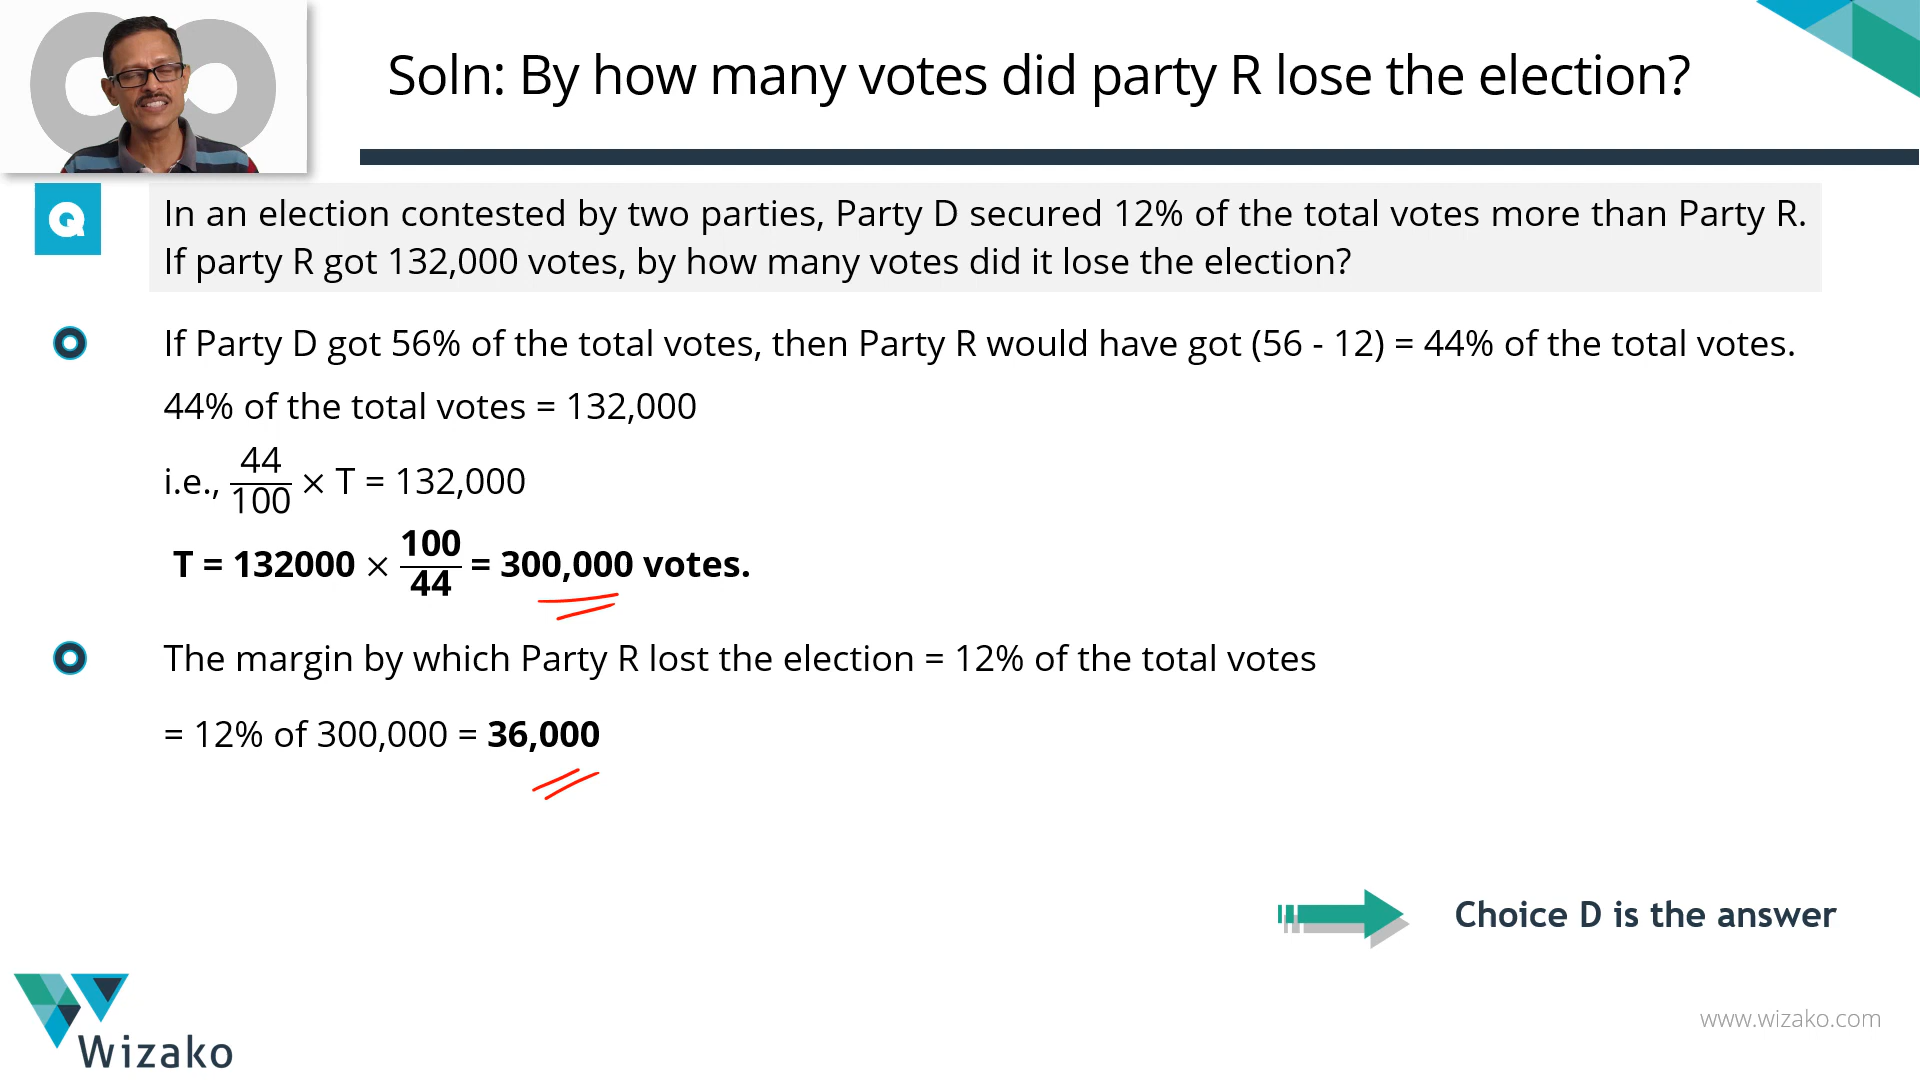 Soln: By how many votes did party R lose the election?
Q
In an election contested by two parties, Party D secured 12% of the total votes more than Party R.
If party R got 132,000 votes, by how many votes did it lose the election?
If Party D got 56% of the total votes, then Party R would have got (56 - 12) = 44% of the total votes.
44% of the total votes = 132,000
i.e., 44/100 × T = 132,000
T = 132000 × 100/44 = 300,000 votes.
The margin by which Party R lost the election = 12% of the total votes
= 12% of 300,000 = 36,000
Choice D is the answer
Wizako
www.wizako.com